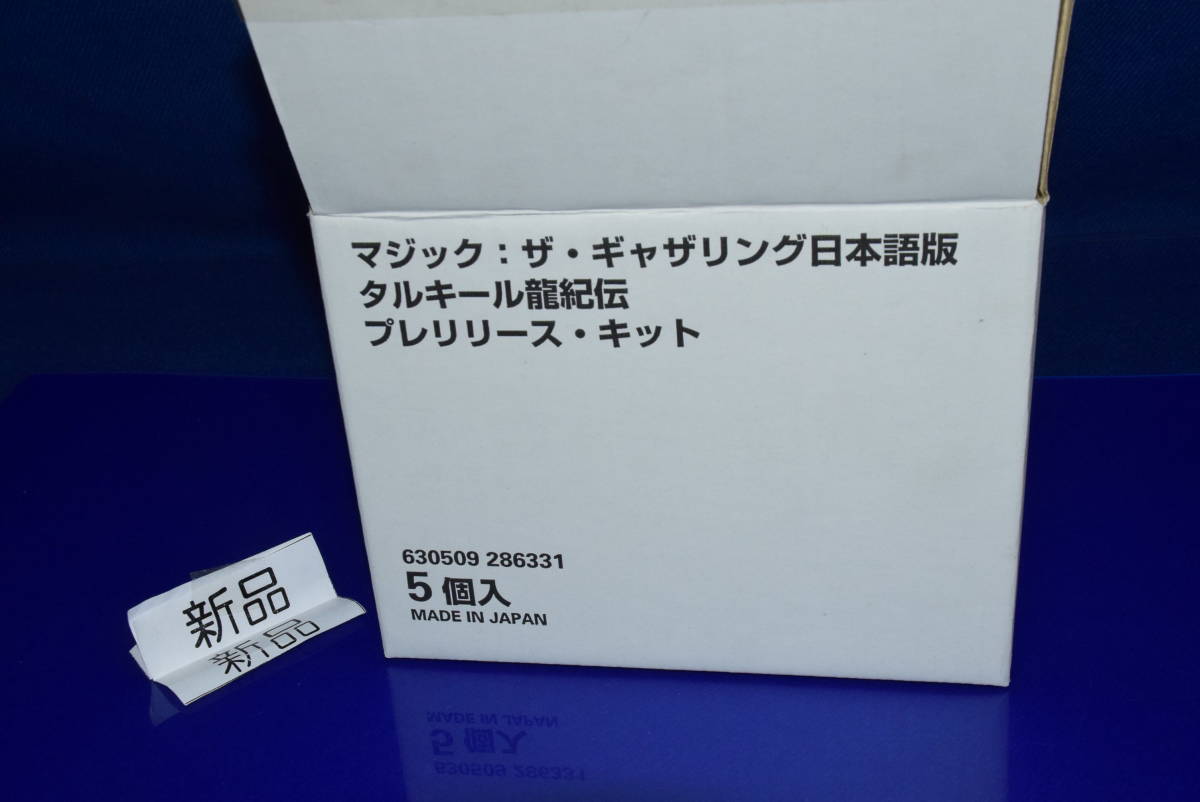 マジック：ザ・ギャザリング日本語版
タルキール龍紀伝
プレリリース・キット
630509 286331
5個入
MADE IN JAPAN
新品
新品